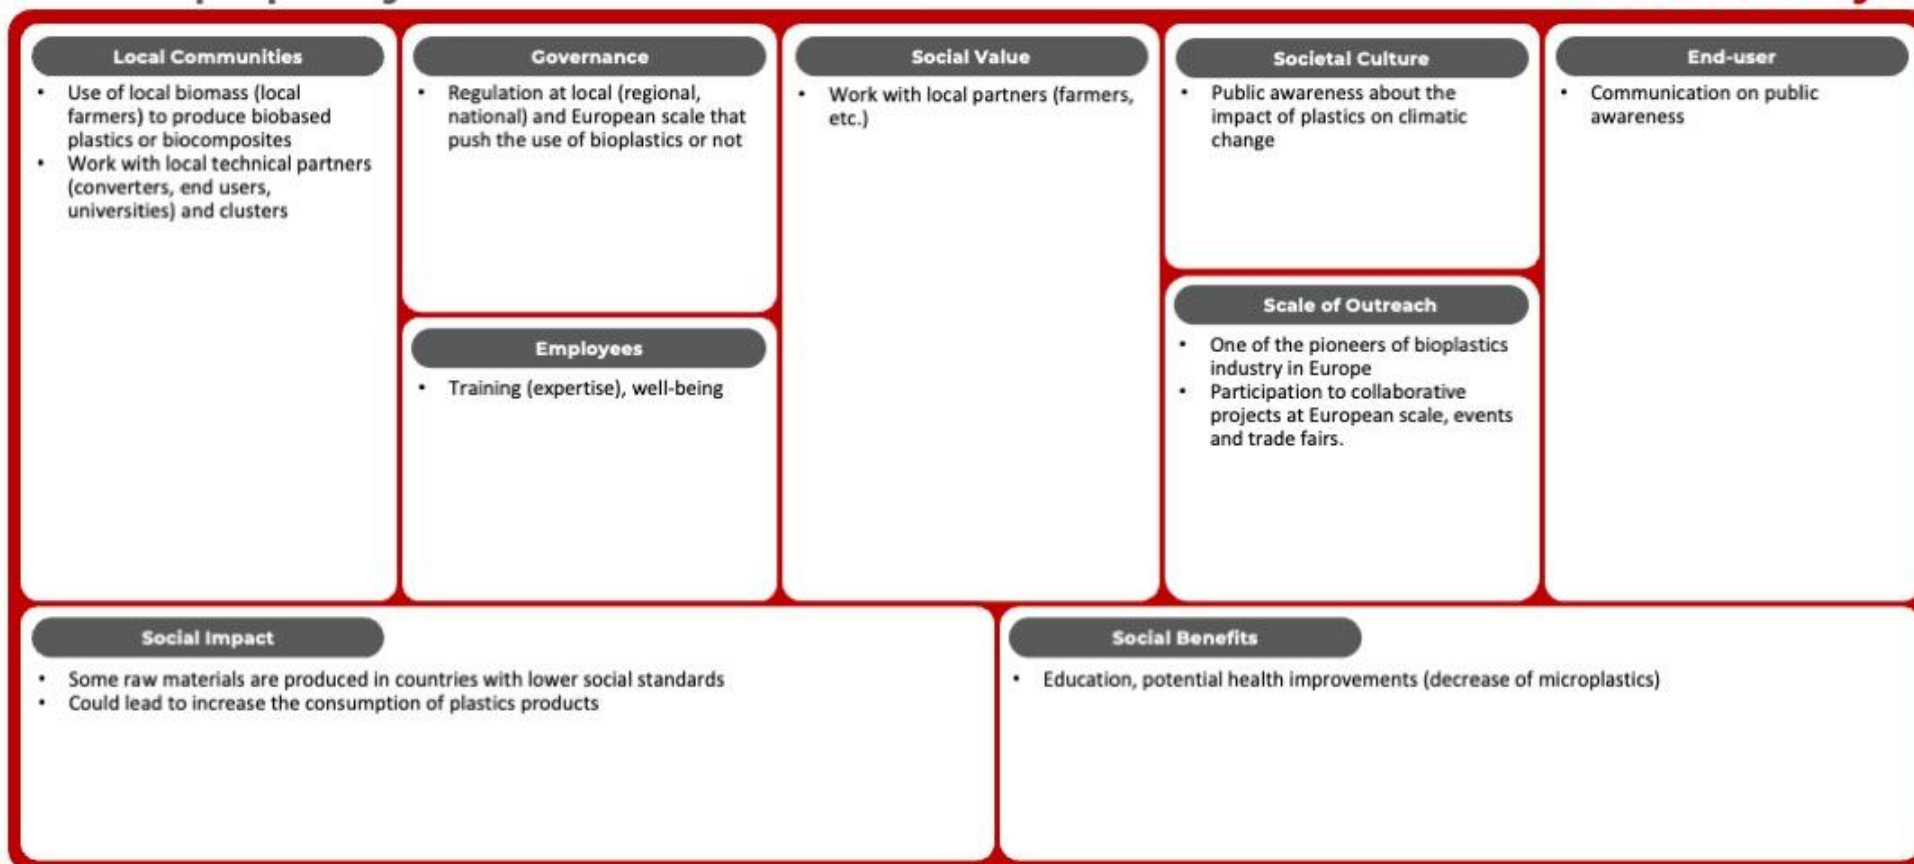 Local Communities
• Use of local biomass (local
farmers) to produce biobased
plastics or biocomposites
• Work with local technical partners
(converters, end users,
universities) and clusters
Governance
• Regulation at local (regional,
national) and European scale that
push the use of bioplastics or not
Employees
• Training (expertise), well-being
Social Value
• Work with local partners (farmers,
etc.)
Societal Culture
• Public awareness about the
impact of plastics on climatic
change
Scale of Outreach
• One of the pioneers of bioplastics
industry in Europe
• Participation to collaborative
projects at European scale, events
and trade fairs.
End-user
• Communication on public
awareness
Social Impact
• Some raw materials are produced in countries with lower social standards
• Could lead to increase the consumption of plastics products
Social Benefits
• Education, potential health improvements (decrease of microplastics)